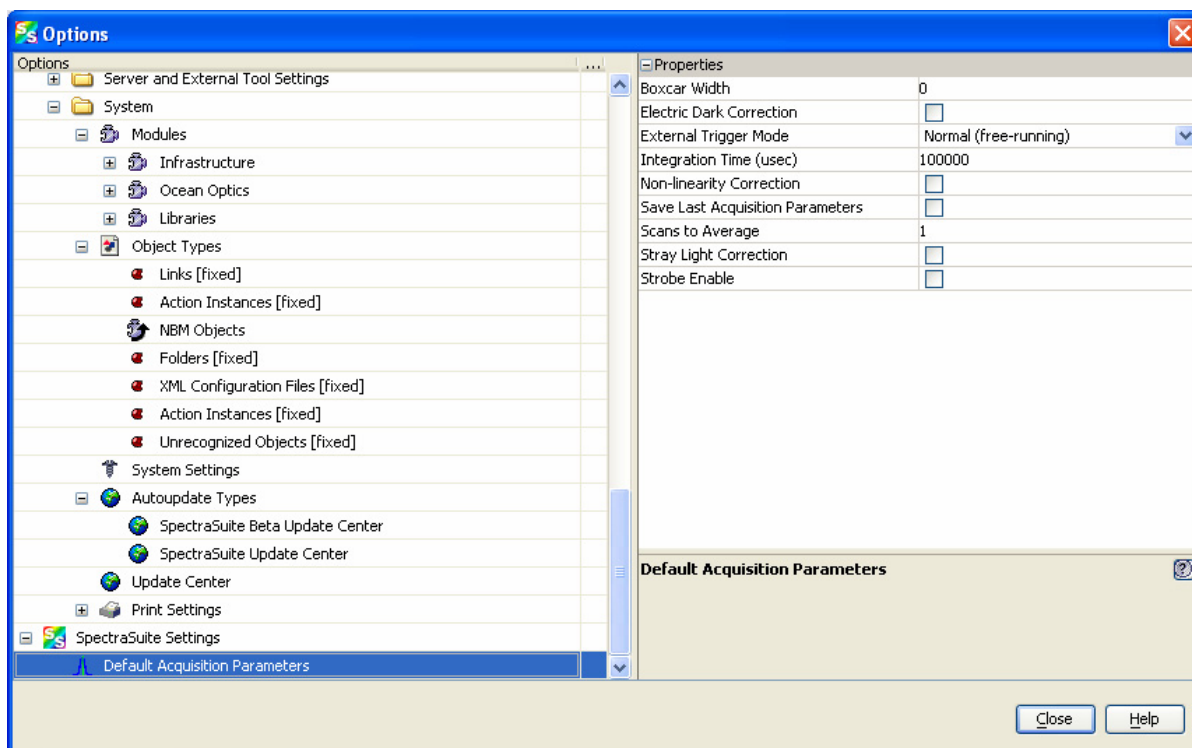 Options
Options
...
Server and External Tool Settings
System
Modules
Infrastructure
Ocean Optics
Libraries
Object Types
Links [fixed]
Action Instances [fixed]
NBM Objects
Folders [fixed]
XML Configuration Files [fixed]
Action Instances [fixed]
Unrecognized Objects [fixed]
System Settings
Autoupdate Types
SpectraSuite Beta Update Center
SpectraSuite Update Center
Update Center
Print Settings
SpectraSuite Settings
Default Acquisition Parameters
Properties
Boxcar Width 0
Electric Dark Correction
External Trigger Mode Normal (free-running)
Integration Time (usec) 100000
Non-linearity Correction
Save Last Acquisition Parameters
Scans to Average 1
Stray Light Correction
Strobe Enable
Default Acquisition Parameters
Close Help